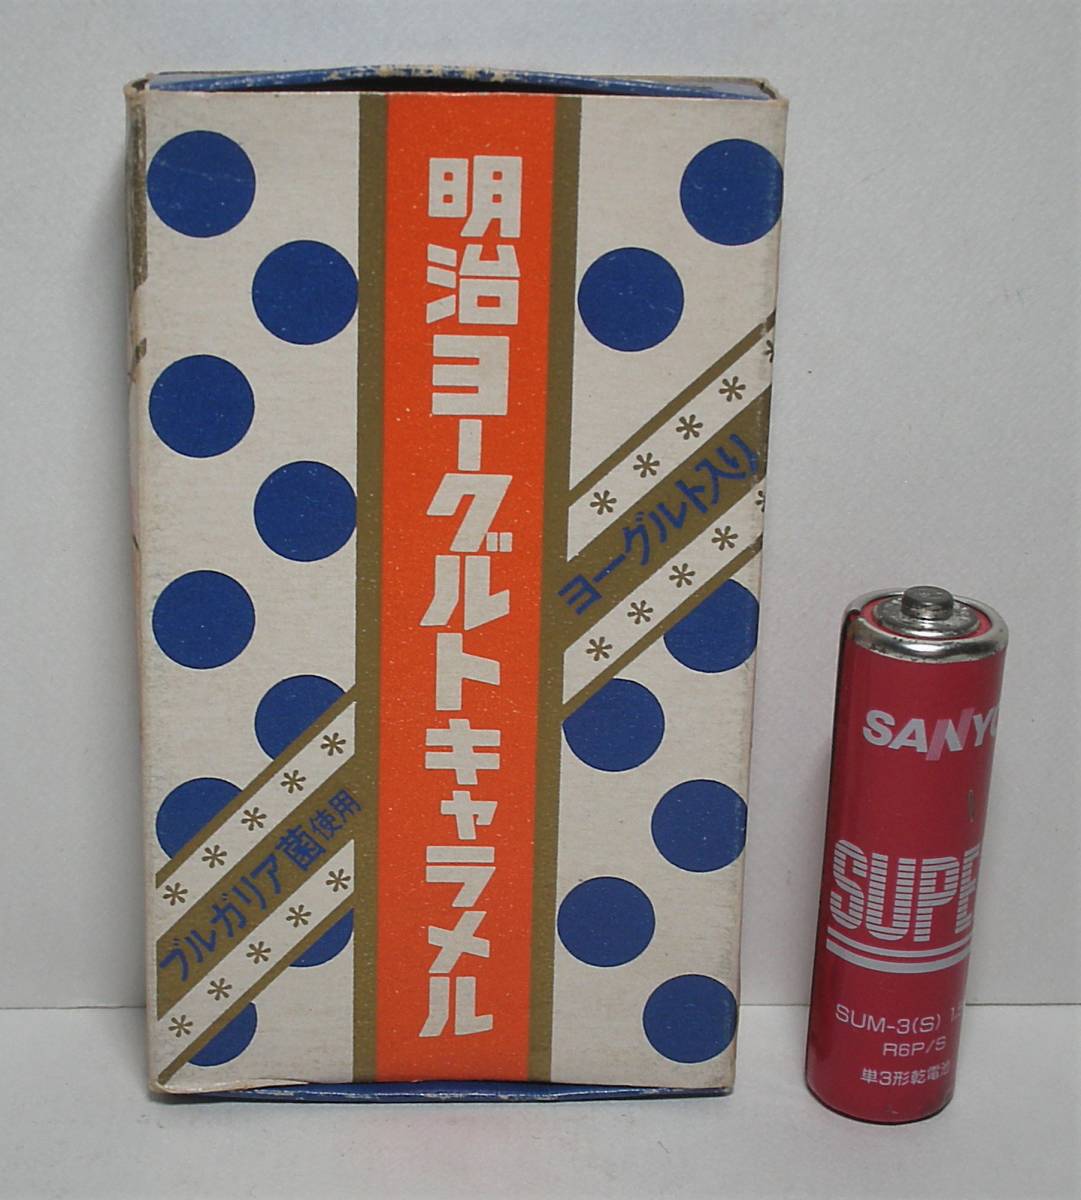 明治ヨーグルトキャラメル
ヨーグルト入り
ブルガリア菌使用
SANYO
SUPE
SUM-3(S) 1.5
R6P/S
単3形乾電池